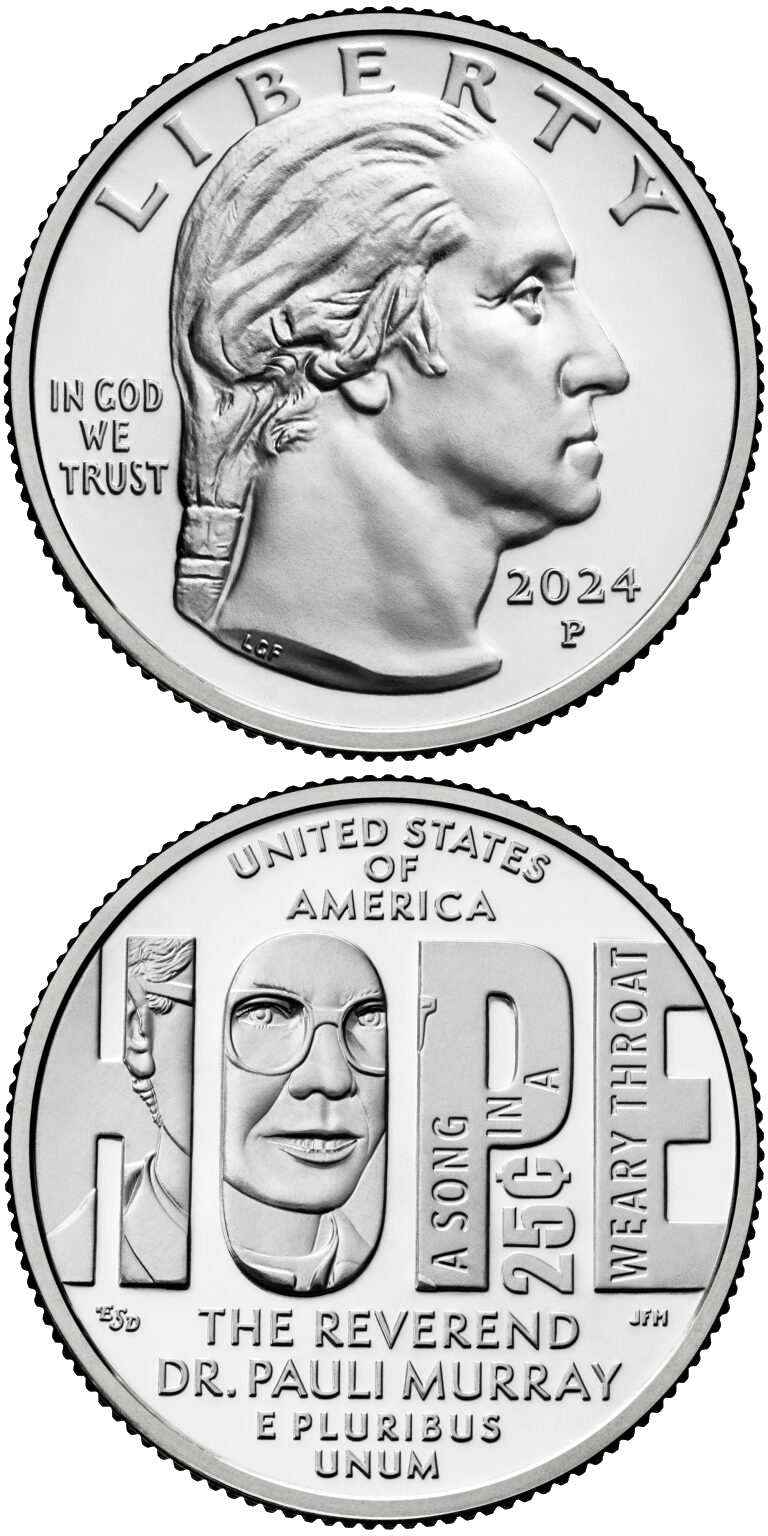 LIBERTY
IN GOD
WE
TRUST
2024
P
LGF
UNITED STATES
OF
AMERICA
HOPE
A SONG
IN
A
WEARY THROAT
25¢
ESD
JFM
THE REVEREND
DR. PAULI MURRAY
E PLURIBUS
UNUM